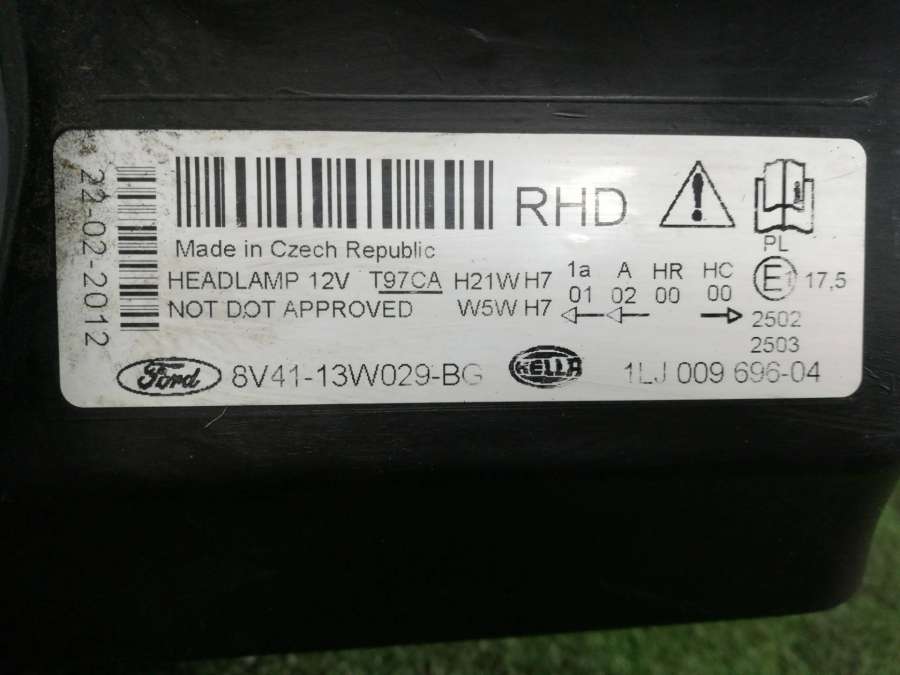 22-02-2012
RHD
Made in Czech Republic
PL
HEADLAMP 12V T97CA H21W H7 1a A HR HC E1 17,5
NOT DOT APPROVED W5W H7 01 02 00 00
2502
2503
Ford 8V41-13W029-BG HELLA 1LJ 009 696-04